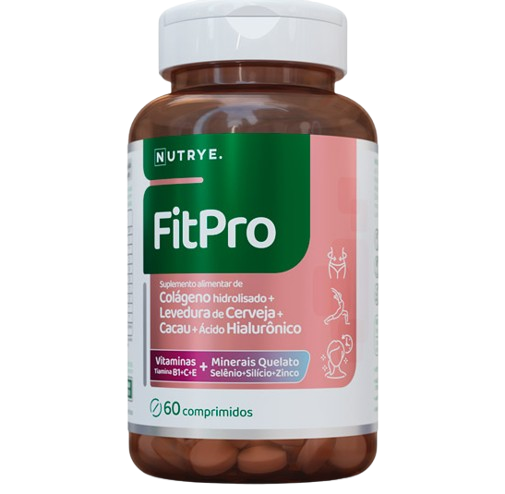 NUTRYE.
FitPro
Suplemento alimentar de
Colágeno hidrolisado +
Levedura de Cerveja +
Cacau + Ácido Hialurônico
Vitaminas
Tiamina B1+C+E
+
Minerais Quelato
Selênio+Silício+Zinco
60 comprimidos